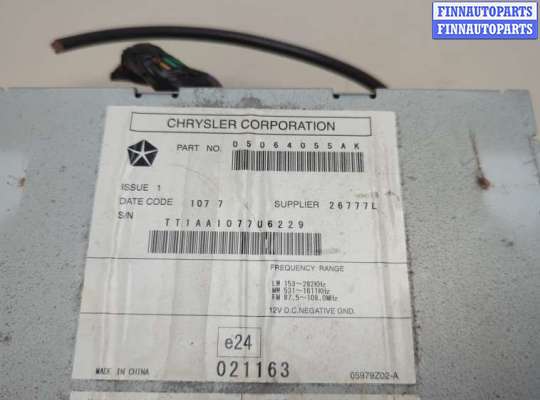 FINNAUTOPARTS
FINNAUTOPARTS
CHRYSLER CORPORATION
PART NO. 05064055AK
ISSUE 1
DATE CODE 107 7 SUPPLIER 26777L
S/N TT1AA1077U6229
FREQUENCY RANGE
LW 153~282KHz
MW 531~1611KHz
FM 87.5~108.0MHz
12V D.C.NEGATIVE GND.
e24
021163
MADE IN CHINA 05979Z02-A